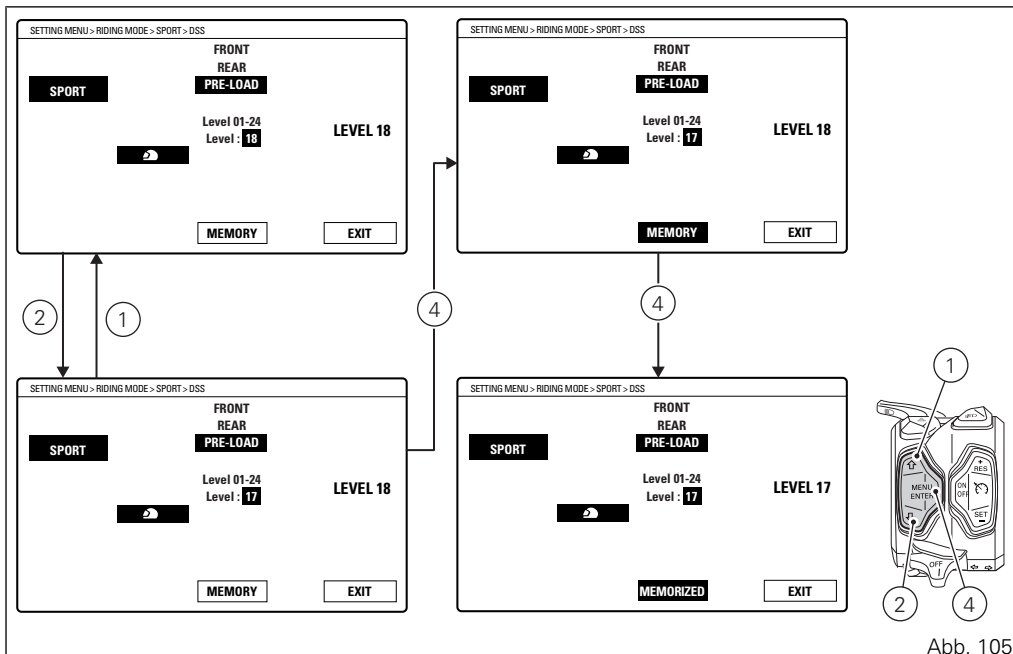 SETTING MENU > RIDING MODE > SPORT > DSS
FRONT
REAR
PRE-LOAD
SPORT
Level 01-24
Level : 18
LEVEL 18
MEMORY
EXIT
SETTING MENU > RIDING MODE > SPORT > DSS
FRONT
REAR
PRE-LOAD
SPORT
Level 01-24
Level : 17
LEVEL 18
MEMORY
EXIT
2
1
4
4
SETTING MENU > RIDING MODE > SPORT > DSS
FRONT
REAR
PRE-LOAD
SPORT
Level 01-24
Level : 17
LEVEL 18
MEMORY
EXIT
SETTING MENU > RIDING MODE > SPORT > DSS
FRONT
REAR
PRE-LOAD
SPORT
Level 01-24
Level : 17
LEVEL 17
MEMORIZED
EXIT
1
+
RES
MENU
ENTER
ON
OFF
SET
–
OFF
2
4
Abb. 105